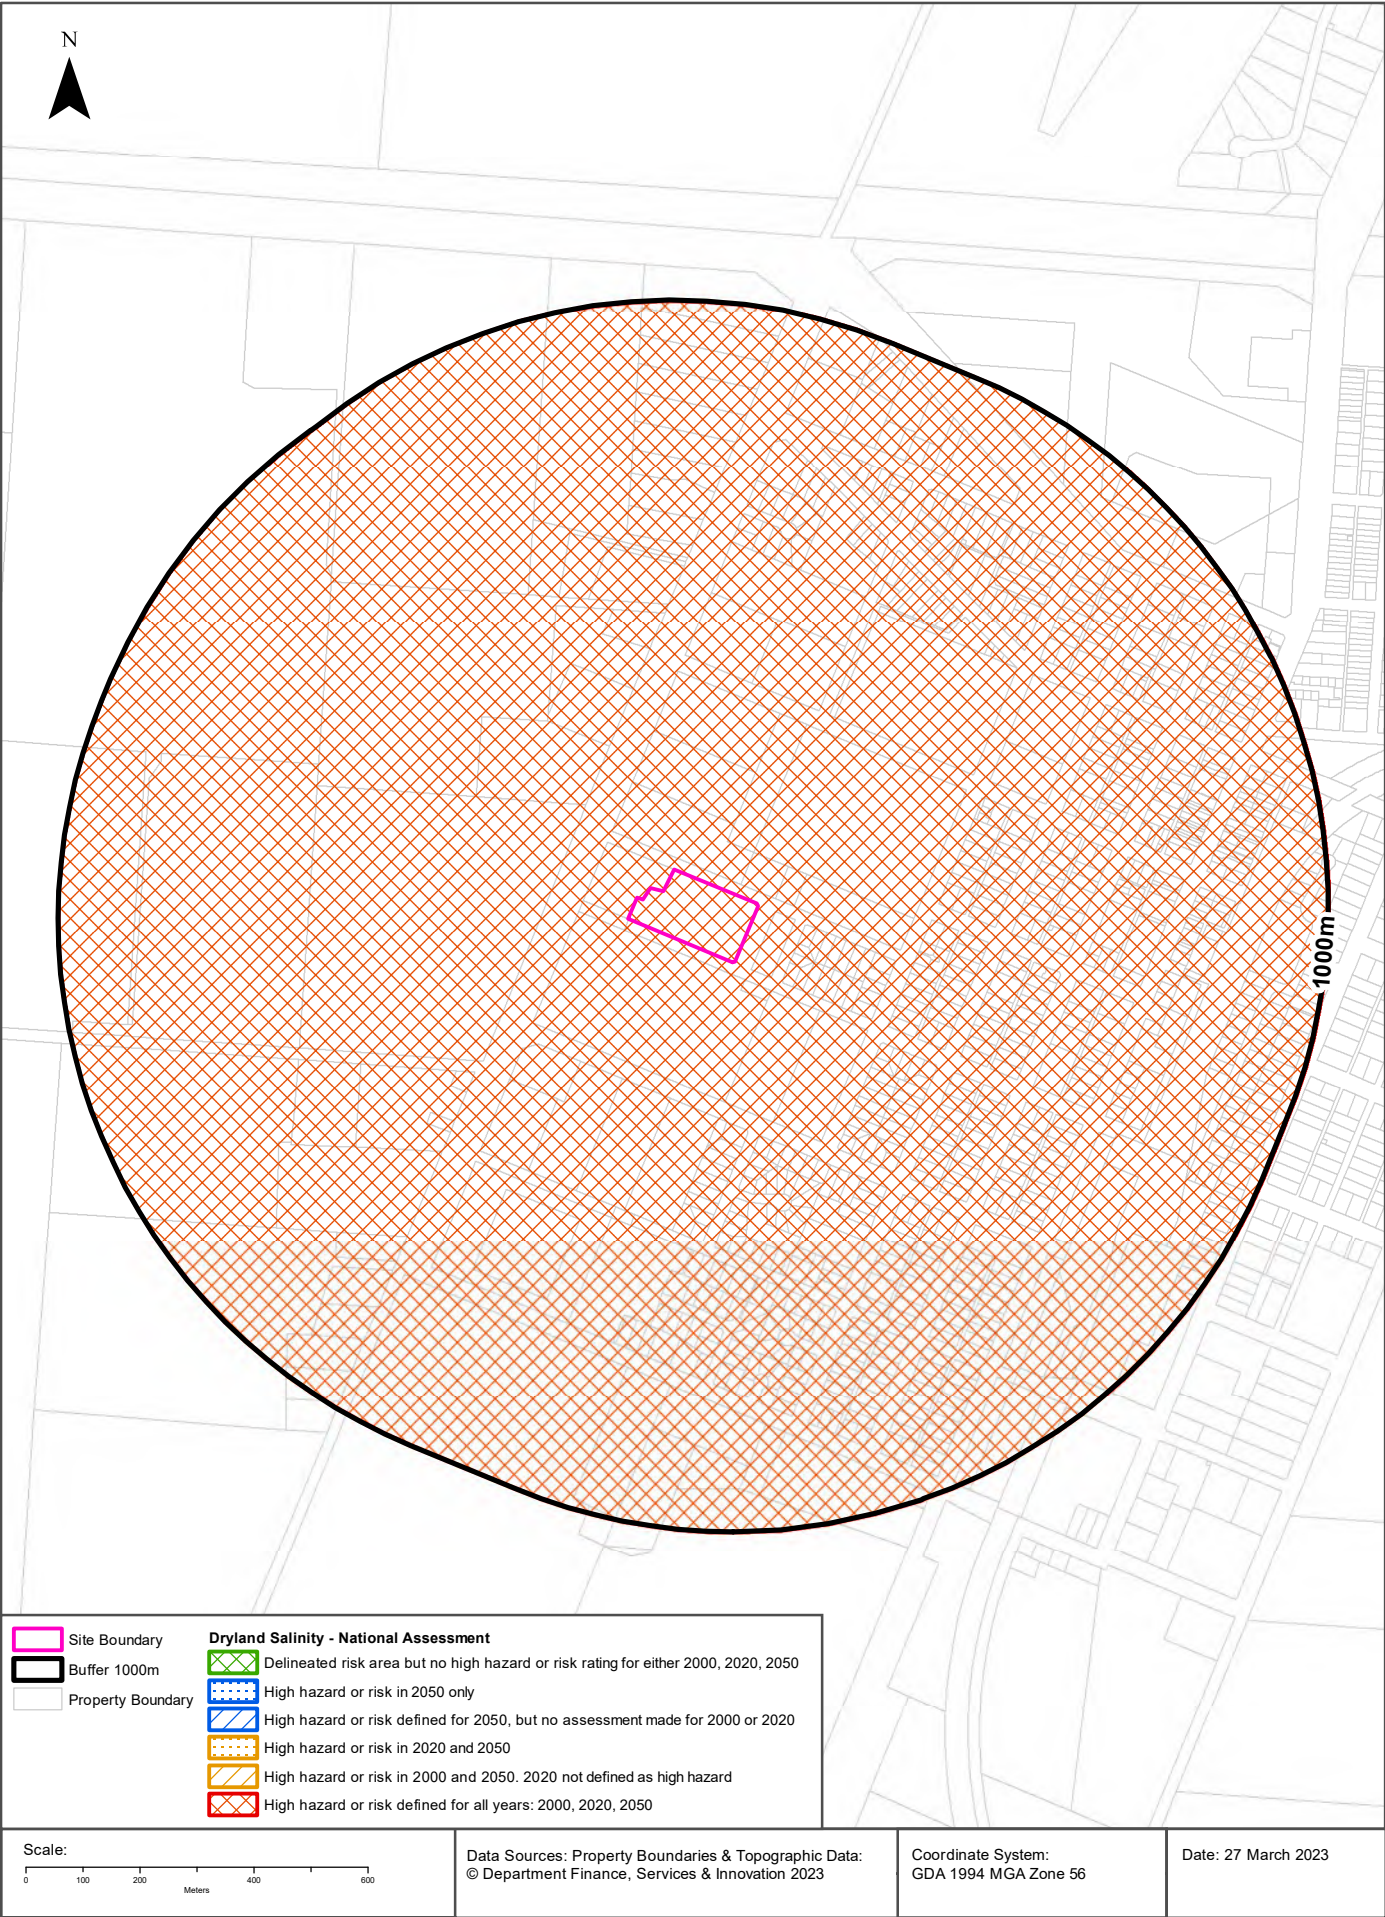 N
1000m
Site Boundary
Buffer 1000m
Property Boundary
Dryland Salinity - National Assessment
Delineated risk area but no high hazard or risk rating for either 2000, 2020, 2050
High hazard or risk in 2050 only
High hazard or risk defined for 2050, but no assessment made for 2000 or 2020
High hazard or risk in 2020 and 2050
High hazard or risk in 2000 and 2050. 2020 not defined as high hazard
High hazard or risk defined for all years: 2000, 2020, 2050
Scale:
0 100 200 400 600
Meters
Data Sources: Property Boundaries & Topographic Data:
© Department Finance, Services & Innovation 2023
Coordinate System:
GDA 1994 MGA Zone 56
Date: 27 March 2023